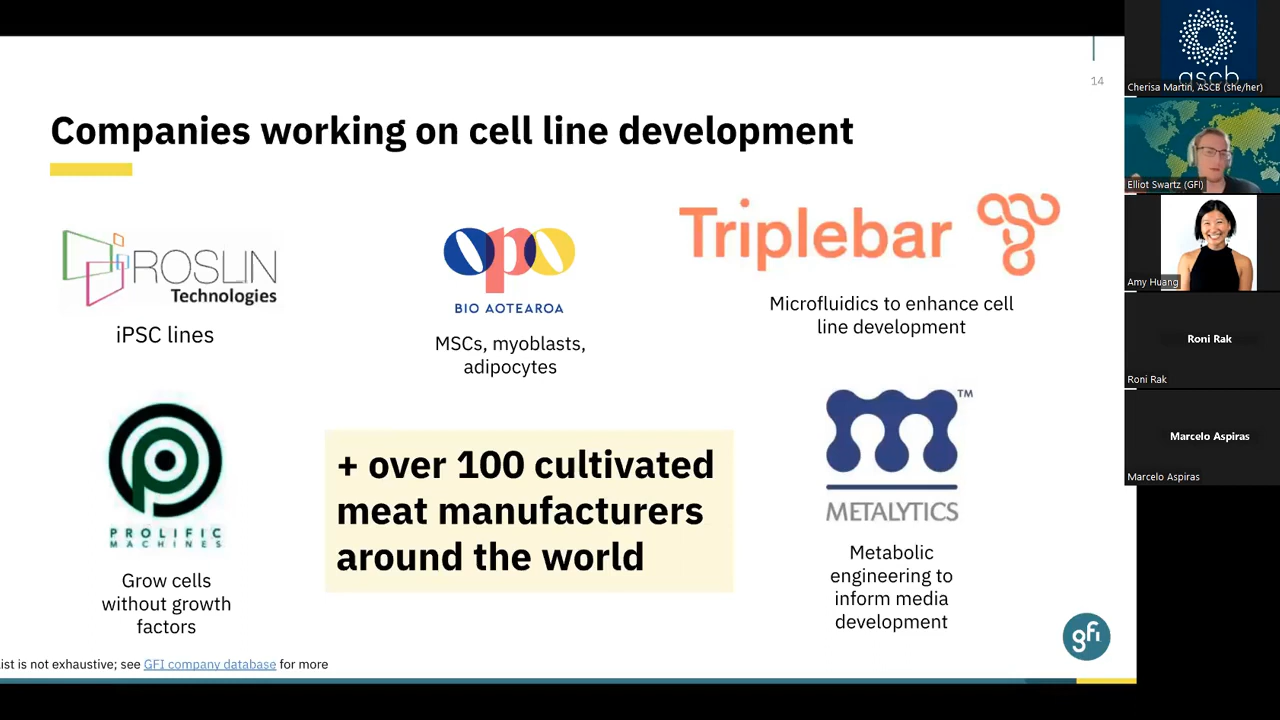 14
Companies working on cell line development
ROSLIN
Technologies
iPSC lines
opo
BIO AOTEAROA
MSCs, myoblasts,
adipocytes
Triplebar
Microfluidics to enhance cell
line development
PROLIFIC
MACHINES
Grow cells
without growth
factors
+ over 100 cultivated
meat manufacturers
around the world
m
TM
METALYTICS
Metabolic
engineering to
inform media
development
gfi
ist is not exhaustive; see GFI company database for more
ascb
Cherisa Martin, ASCB (she/her)
Elliot Swartz (GFI)
Amy Huang
Roni Rak
Roni Rak
Marcelo Aspiras
Marcelo Aspiras